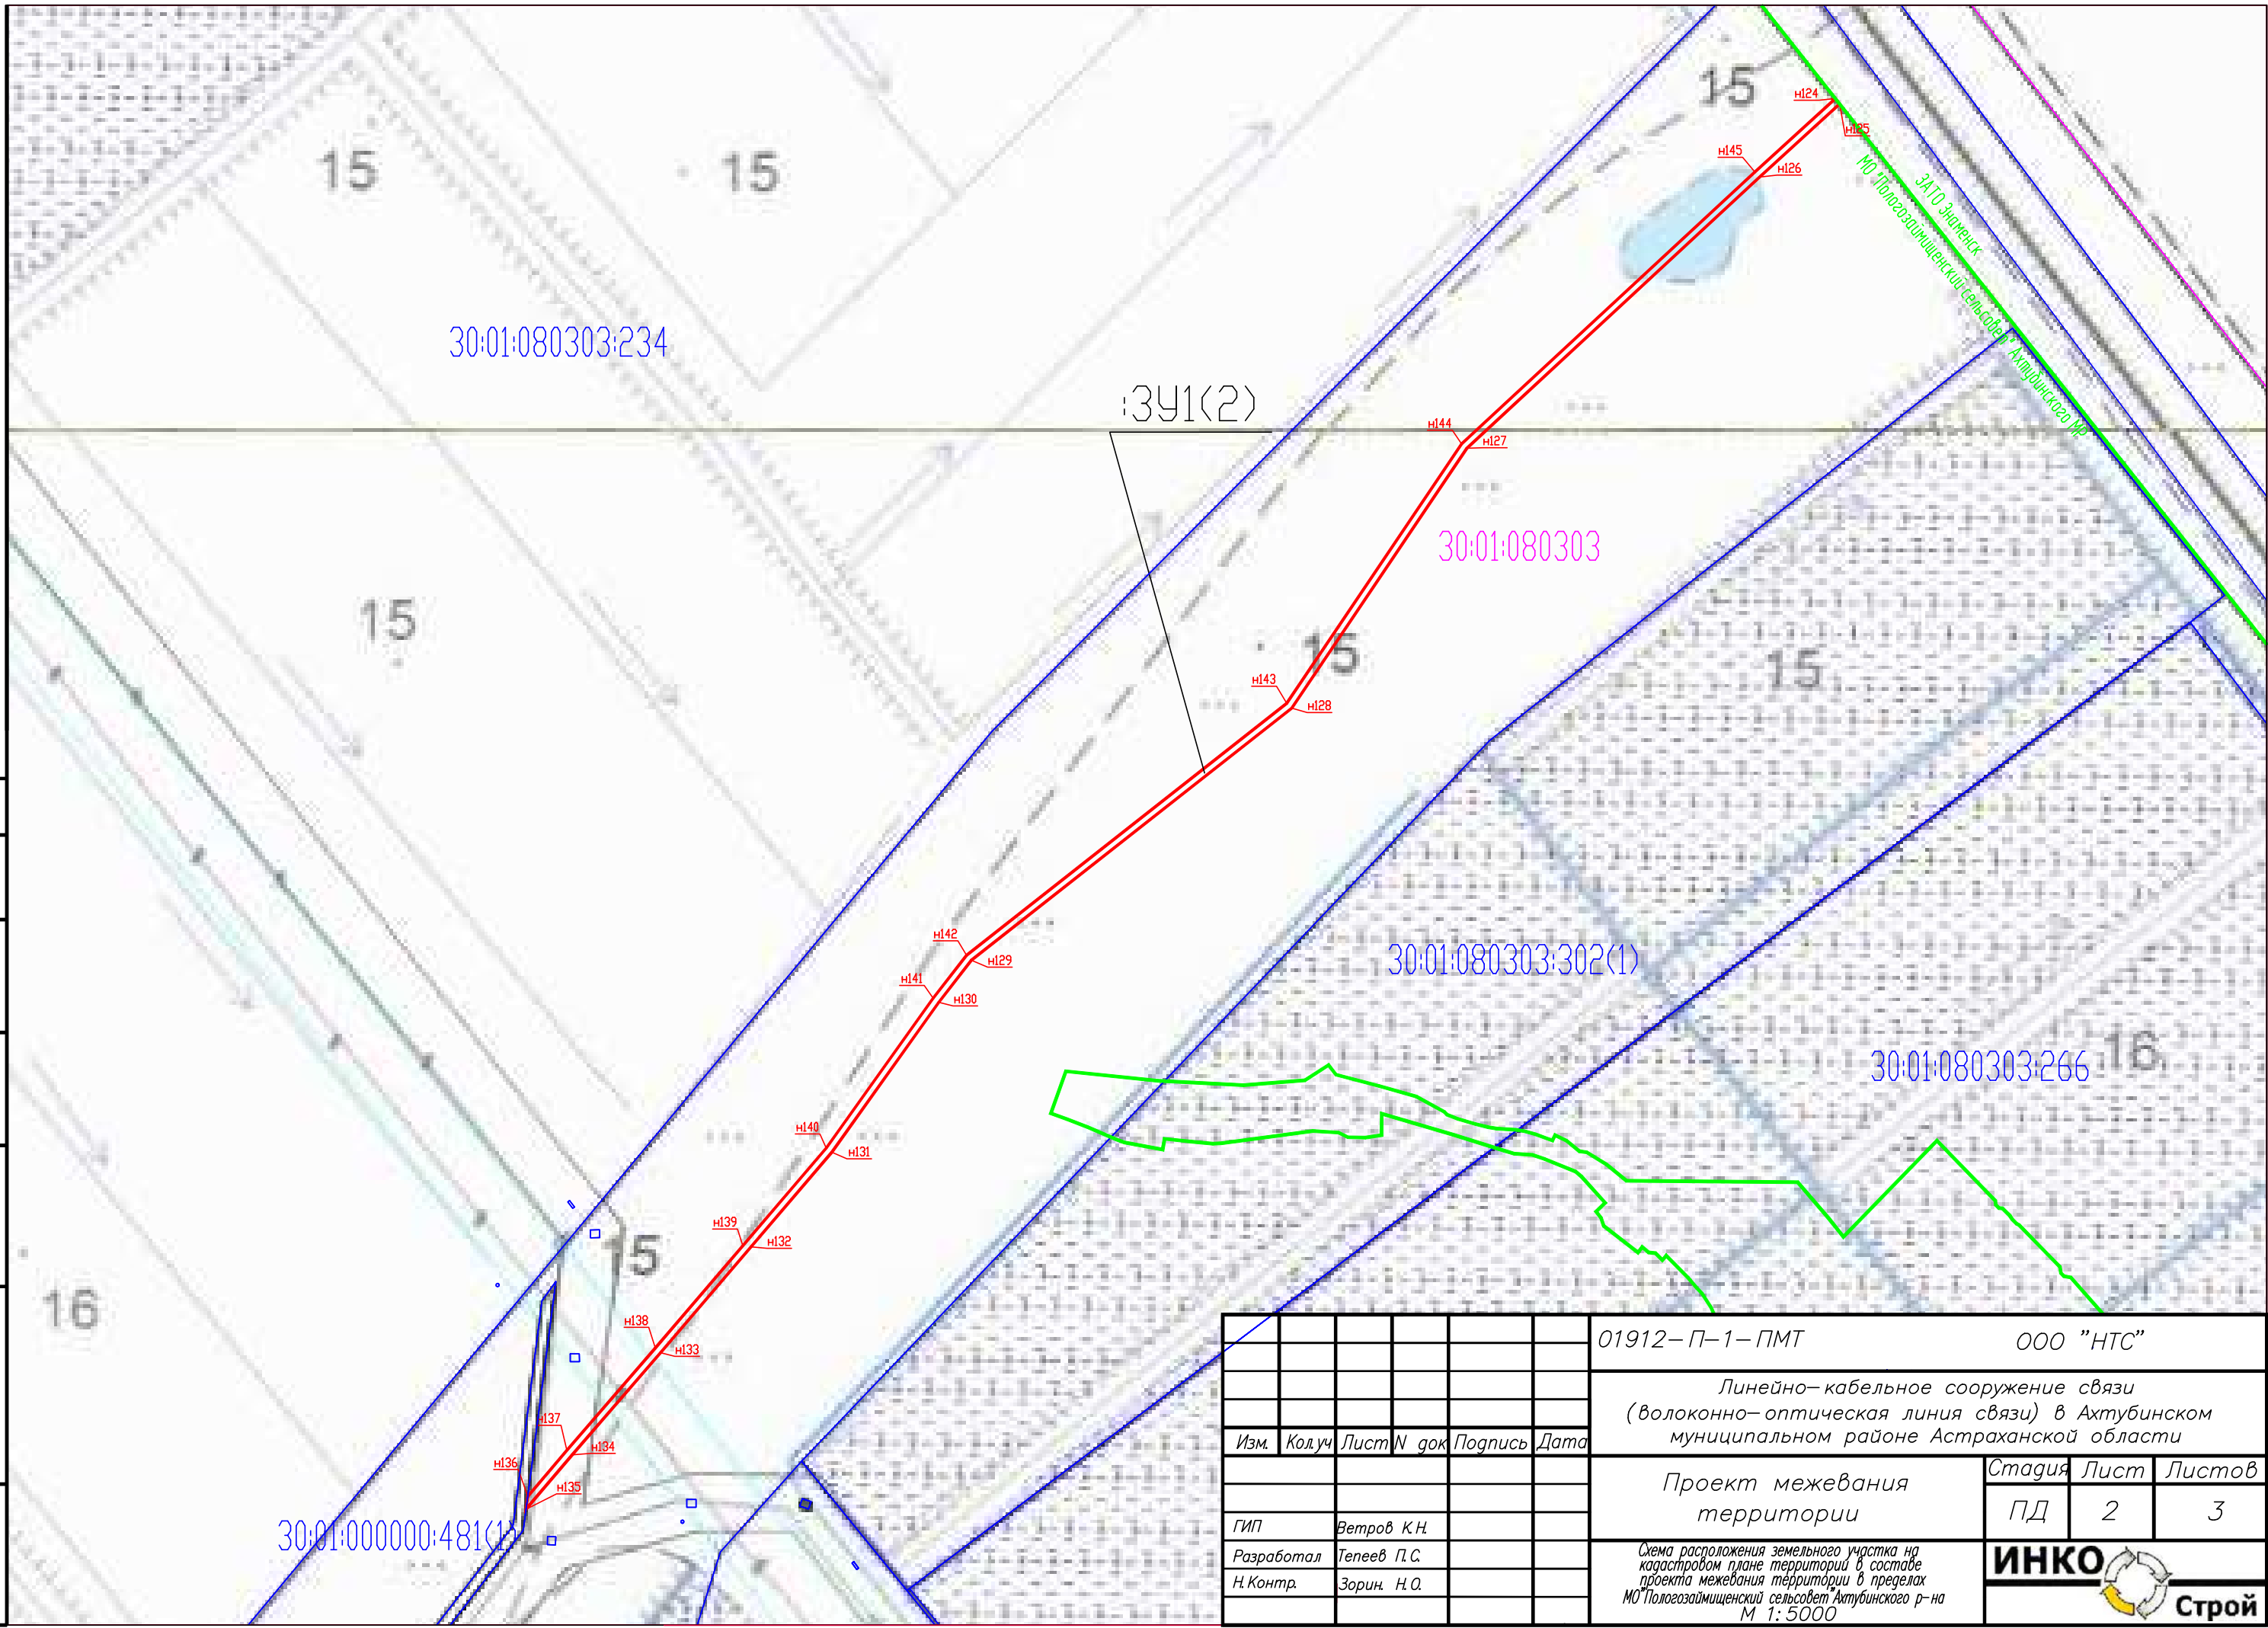 15
н124
н125
15
15
н145
н126
ЗАТО Знаменск
МО "Пологозаймищенский сельсовет" Ахтубинского МР
30:01:080303:234
:ЗУ1(2)
н144
н127
30:01:080303
15
15
15
н143
н128
н142
н129
30:01:080303:302(1)
н141
н130
30:01:080303:266
16
н140
н131
н139
н132
15
16
н138
н133
н137
н134
н136
н135
30:01:000000:481(1)
01912-П-1-ПМТ
ООО "НТС"
Линейно-кабельное сооружение связи
(волоконно-оптическая линия связи) в Ахтубинском
муниципальном районе Астраханской области
Изм. Кол.уч Лист N док Подпись Дата
Проект межевания
территории
Стадия Лист Листов
ПД 2 3
ГИП Ветров К.Н.
Разработал Тепеев П.С.
Н.Контр. Зорин. Н.О.
Схема расположения земельного участка на
кадастровом плане территорий в составе
проекта межевания территории в пределах
МО"Пологозаймищенский сельсовет"Ахтубинского р-на
М 1:5000
ИНКО
Строй